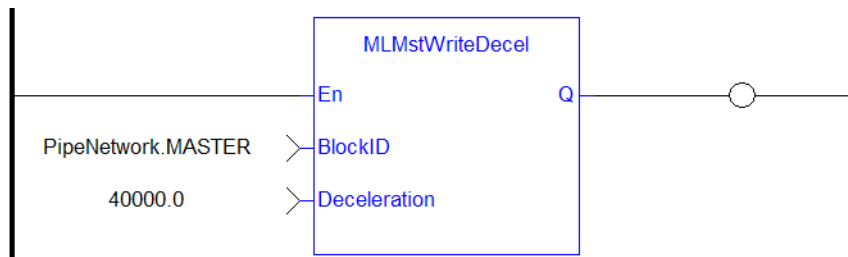 MLMstWriteDecel
En Q
PipeNetwork.MASTER BlockID
40000.0 Deceleration